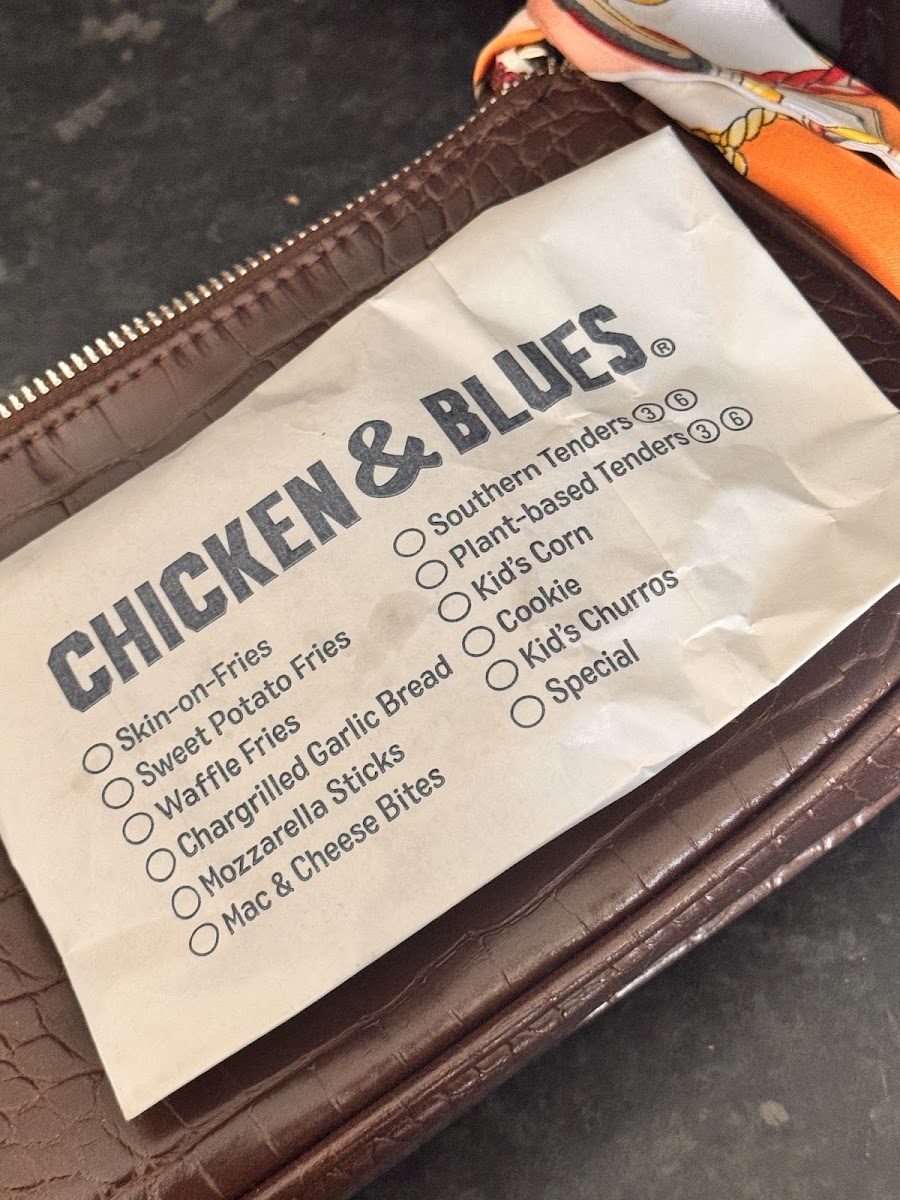 CHICKEN & BLUES®
○ Skin-on-Fries
○ Sweet Potato Fries
○ Waffle Fries
○ Chargrilled Garlic Bread
○ Mozzarella Sticks
○ Mac & Cheese Bites
○ Southern Tenders ③ ⑥
○ Plant-based Tenders ③ ⑥
○ Kid's Corn
○ Cookie
○ Kid's Churros
○ Special